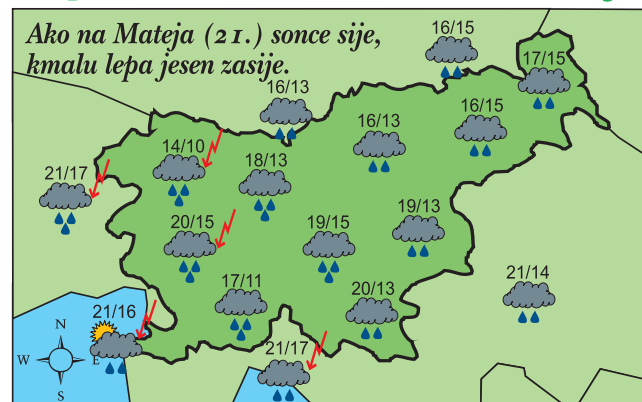 Ako na Mateja (21.) sonce sije,
kmalu lepa jesen zasije.
16/15
17/15
16/13
16/15
16/13
14/10
18/13
21/17
19/13
20/15
19/15
21/14
17/11
20/13
21/16
N
W
E
S
21/17